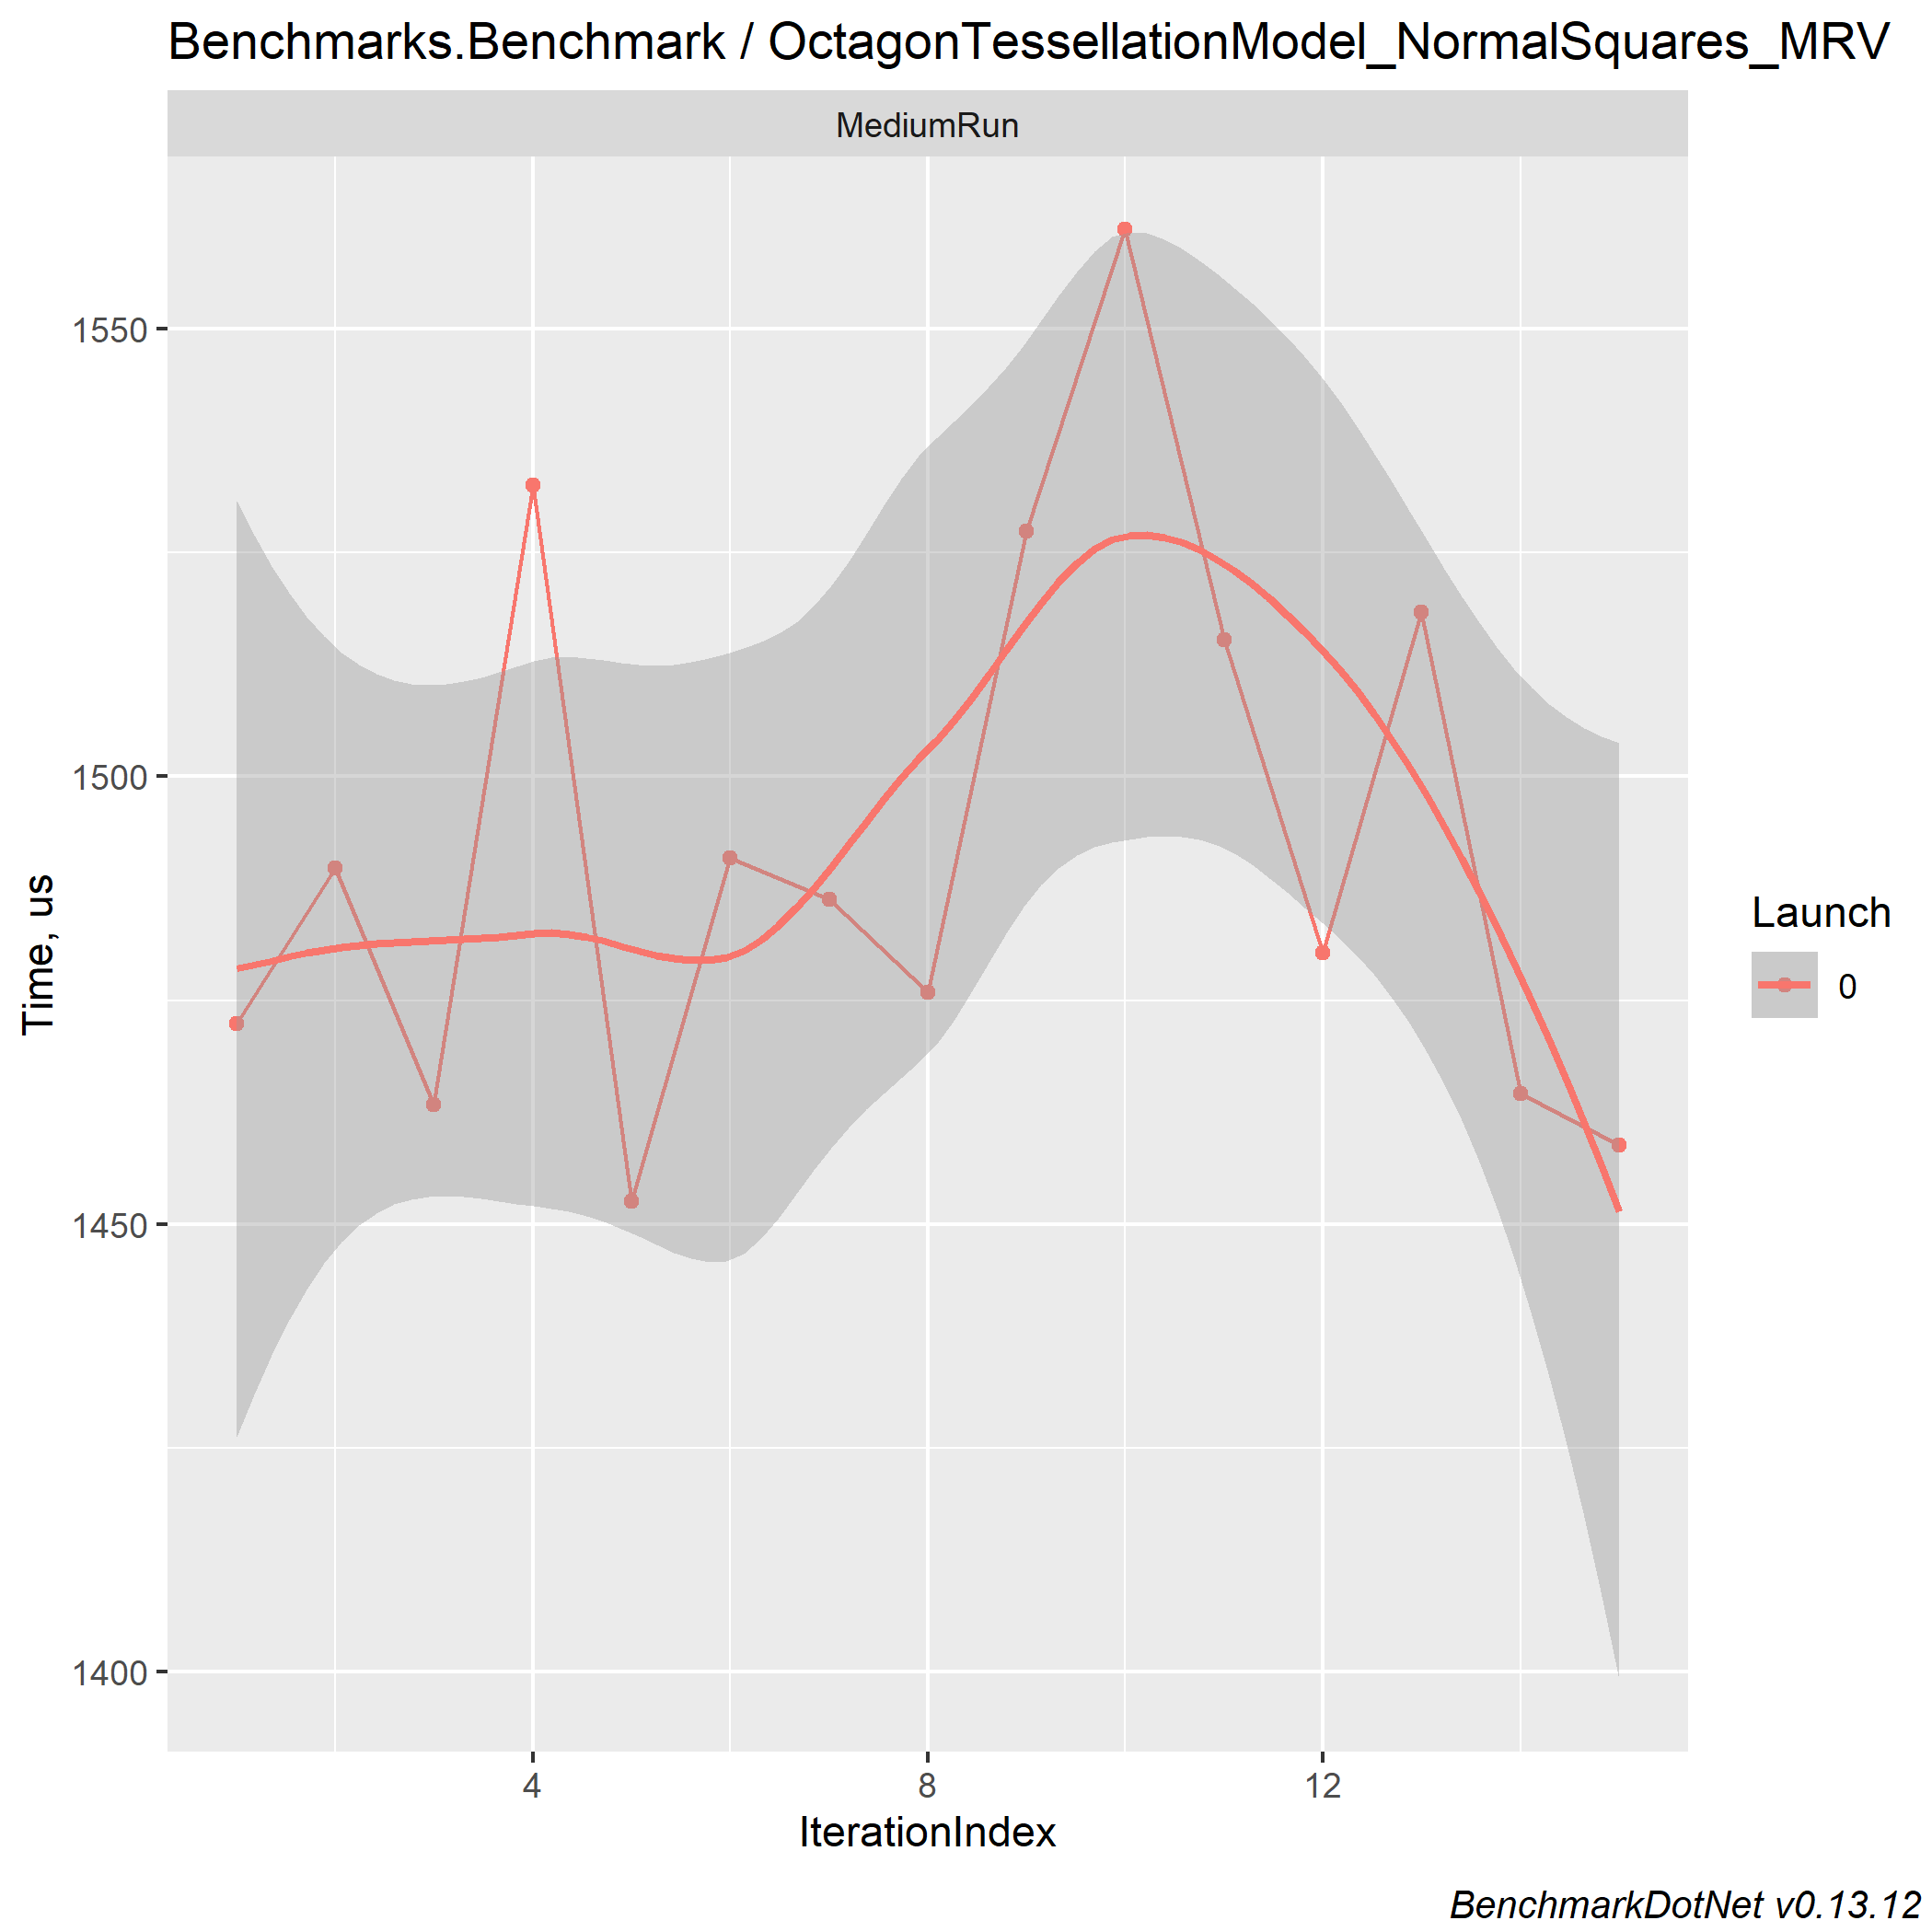 Benchmarks.Benchmark / OctagonTessellationModel_NormalSquares_MRV
MediumRun
1550
1500
1450
1400
Time, us
4 8 12
IterationIndex
Launch
0
BenchmarkDotNet v0.13.12